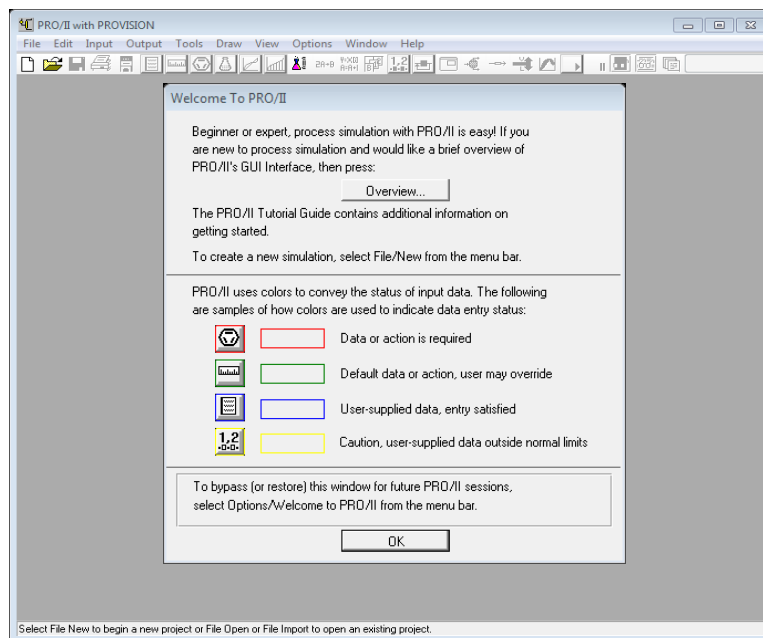 PRO/II with PROVISION
File Edit Input Output Tools Draw View Options Window Help
Welcome To PRO/II
Beginner or expert, process simulation with PRO/II is easy! If you
are new to process simulation and would like a brief overview of
PRO/II's GUI Interface, then press:
Overview...
The PRO/II Tutorial Guide contains additional information on
getting started.
To create a new simulation, select File/New from the menu bar.
PRO/II uses colors to convey the status of input data. The following
are samples of how colors are used to indicate data entry status:
Data or action is required
Default data or action, user may override
User-supplied data, entry satisfied
1,2
Caution, user-supplied data outside normal limits
To bypass (or restore) this window for future PRO/II sessions,
select Options/Welcome to PRO/II from the menu bar.
OK
Select File New to begin a new project or File Open or File Import to open an existing project.